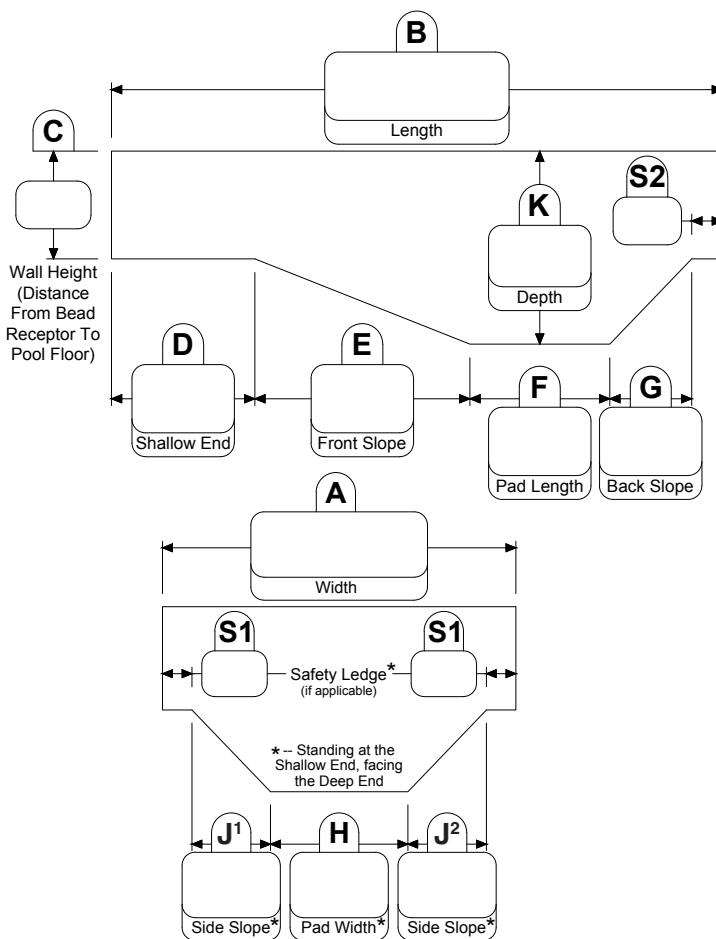 B
Length
C
S2
K
Wall Height
(Distance
From Bead
Receptor To
Pool Floor)
Depth
D
E
F
G
Shallow End
Front Slope
Pad Length
Back Slope
A
Width
S1
S1
Safety Ledge*
(if applicable)
* -- Standing at the
Shallow End, facing
the Deep End
J¹
H
J²
Side Slope*
Pad Width*
Side Slope*